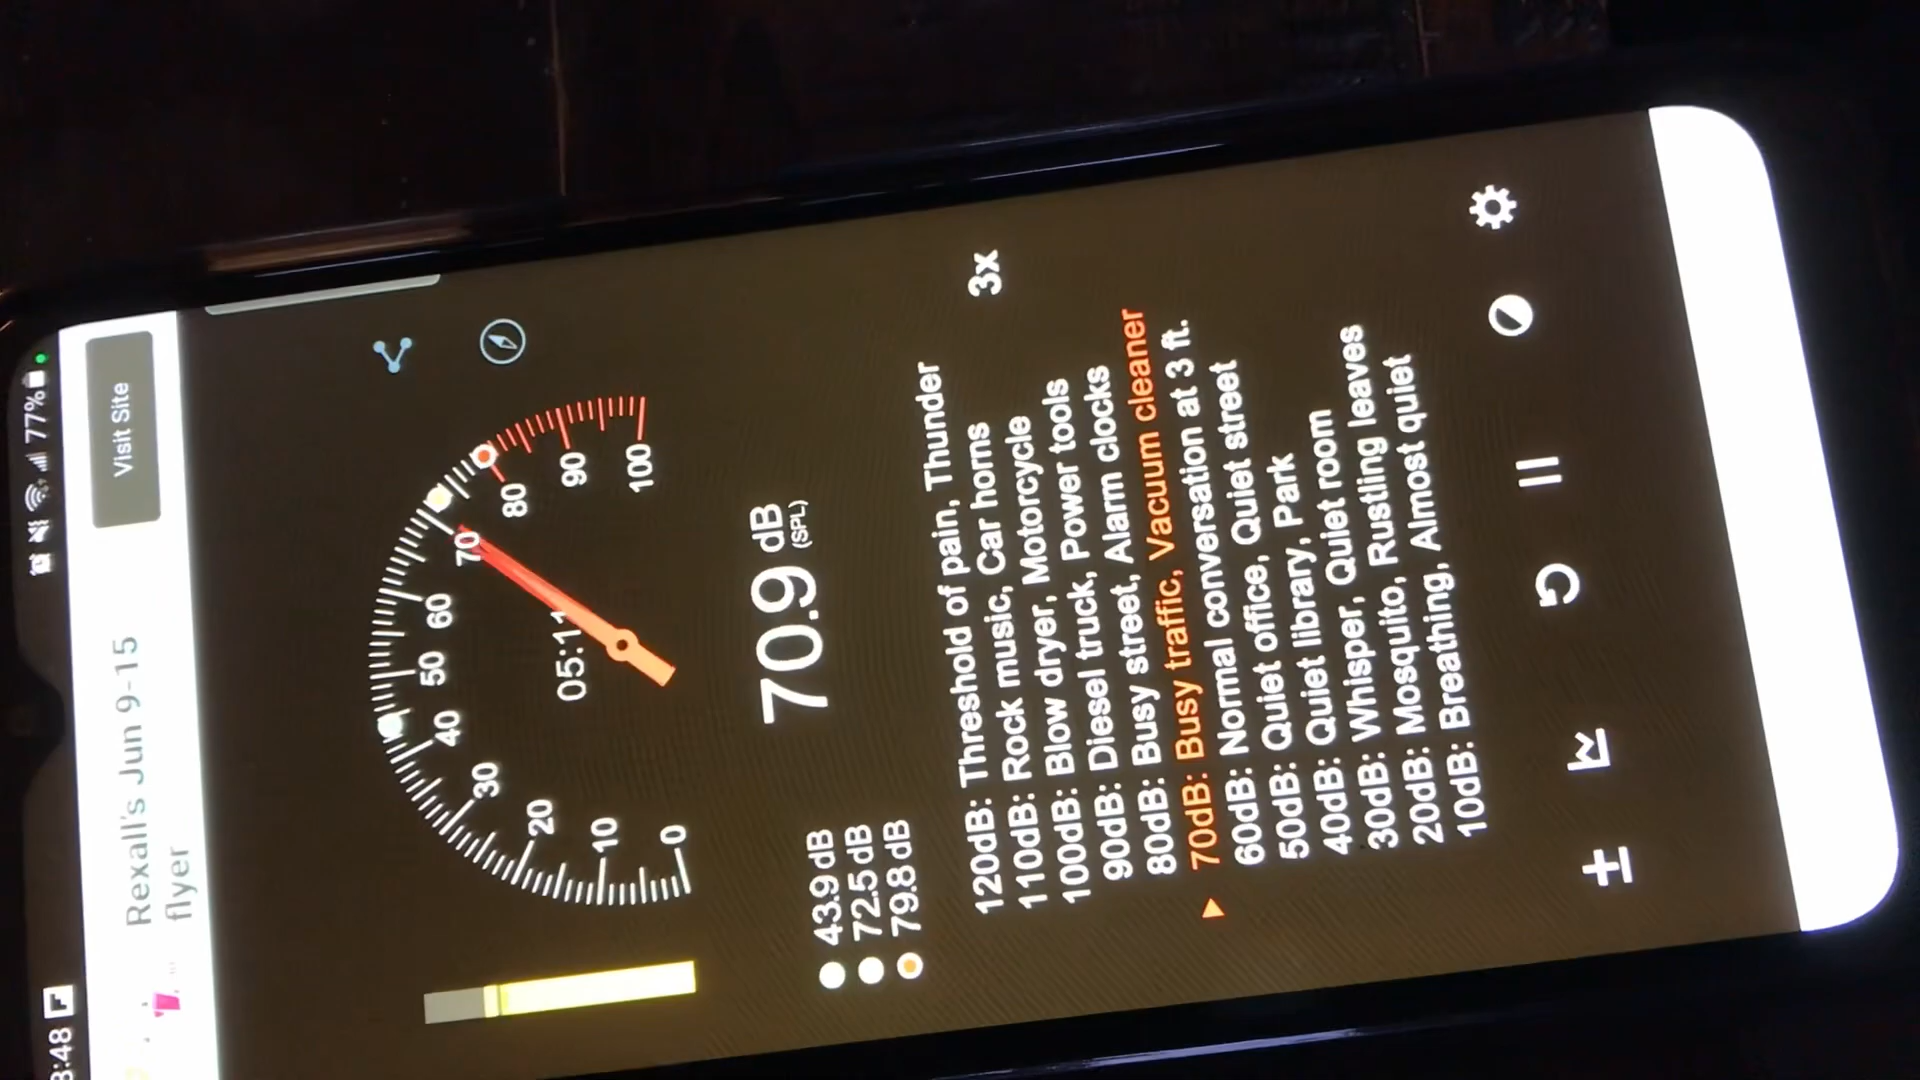 77%
Rexall's Jun 9-15
flyer
Visit Site
0
10
20
30
40
50
60
70
80
90
100
05:11
70.9 dB
(SPL)
43.9 dB
72.5 dB
79.8 dB
3x
120dB: Threshold of pain, Thunder
110dB: Rock music, Car horns
100dB: Blow dryer, Motorcycle
90dB: Diesel truck, Power tools
80dB: Busy street, Alarm clocks
70dB: Busy traffic, Vacuum cleaner
60dB: Normal conversation at 3 ft.
50dB: Quiet office, Quiet street
40dB: Quiet library, Park
30dB: Whisper, Quiet room
20dB: Mosquito, Rustling leaves
10dB: Breathing, Almost quiet